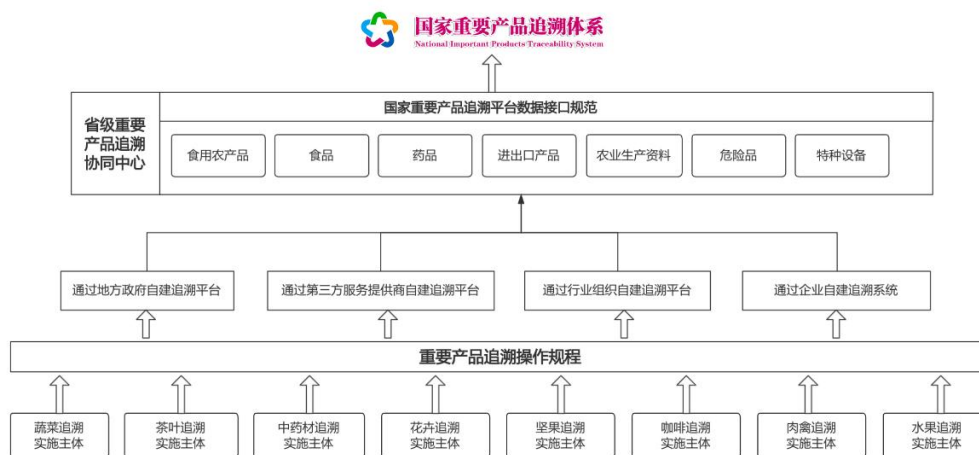 国家重要产品追溯体系
National Important Products Traceability System
省级重要
产品追溯
协同中心
国家重要产品追溯平台数据接口规范
食用农产品
食品
药品
进出口产品
农业生产资料
危险品
特种设备
通过地方政府自建追溯平台
通过第三方服务提供商自建追溯平台
通过行业组织自建追溯平台
通过企业自建追溯系统
重要产品追溯操作规程
蔬菜追溯
实施主体
茶叶追溯
实施主体
中药材追溯
实施主体
花卉追溯
实施主体
坚果追溯
实施主体
咖啡追溯
实施主体
肉禽追溯
实施主体
水果追溯
实施主体